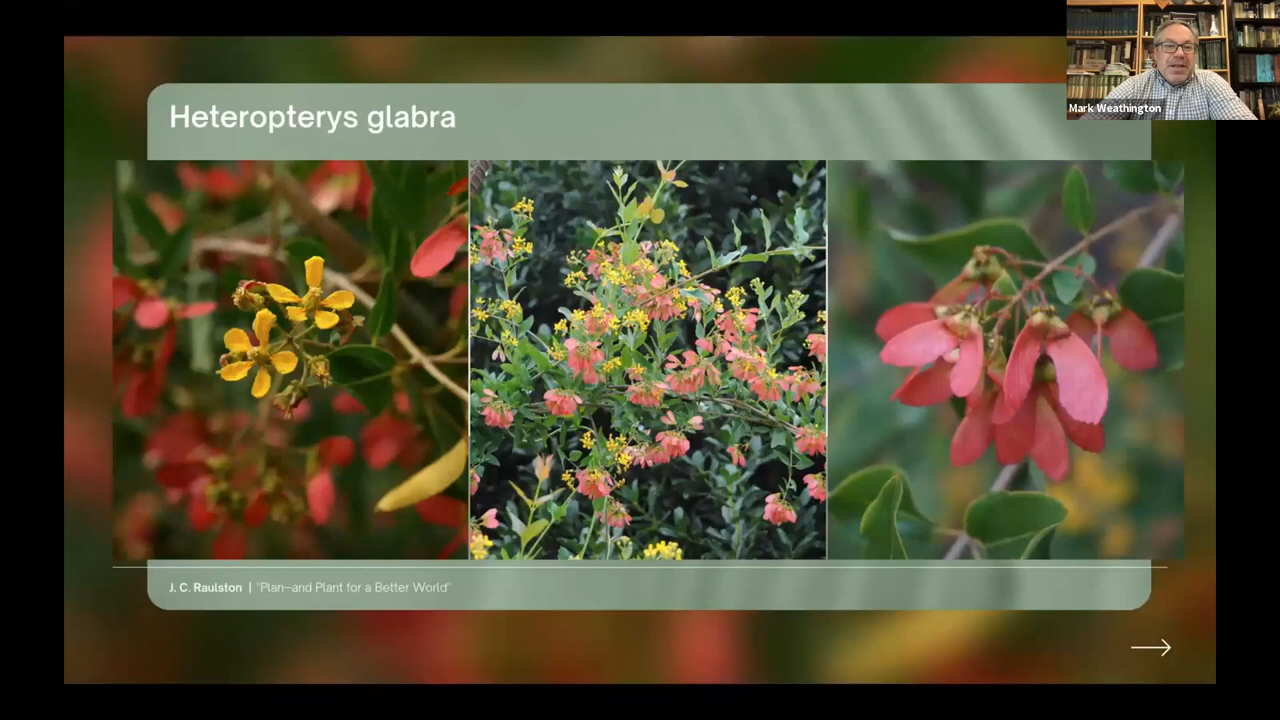 Mark Weathington
Heteropterys glabra
J. C. Raulston | "Plan—and Plant for a Better World"